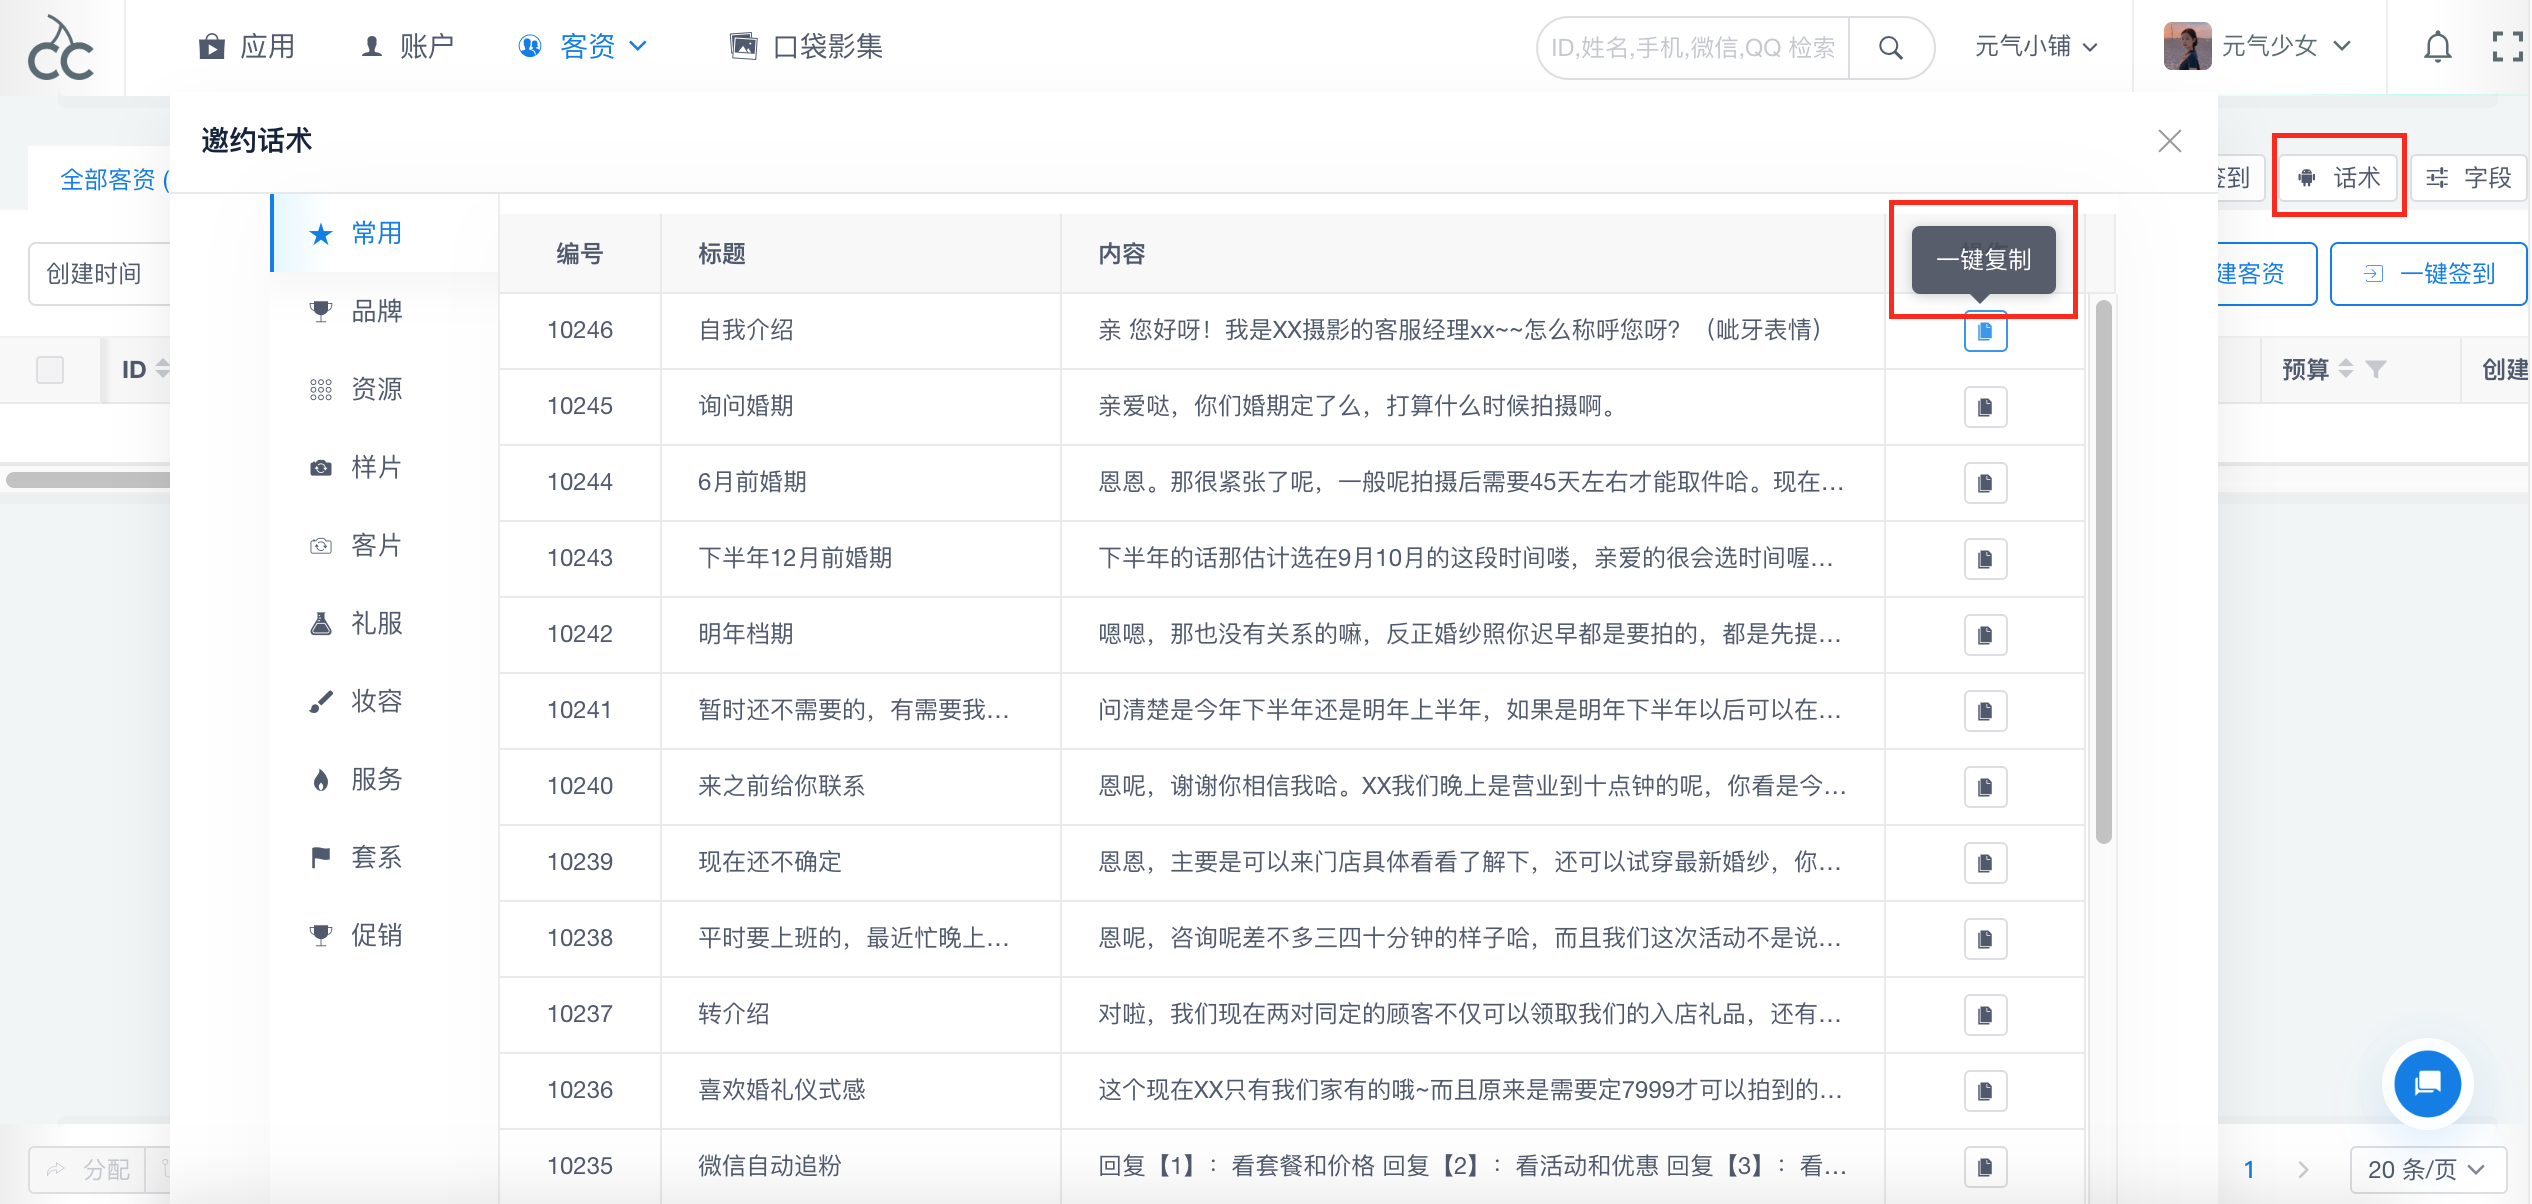 CC 应用 账户 客资 口袋影集 ID,姓名,手机,微信,QQ 检索 元气小铺 元气少女
邀约话术
全部客资 ( 签到 话术 字段
常用
编号 标题 内容 一键复制
创建时间 建客资 一键签到
品牌
10246 自我介绍 亲 您好呀！我是XX摄影的客服经理xx~~怎么称呼您呀？（呲牙表情）
ID 预算 创建
资源
10245 询问婚期 亲爱哒，你们婚期定了么，打算什么时候拍摄啊。
样片
10244 6月前婚期 恩恩。那很紧张了呢，一般呢拍摄后需要45天左右才能取件哈。现在...
客片
10243 下半年12月前婚期 下半年的话那估计选在9月10月的这段时间喽，亲爱的很会选时间喔...
礼服
10242 明年档期 嗯嗯，那也没有关系的嘛，反正婚纱照你迟早都是要拍的，都是先提...
妆容
10241 暂时还不需要的，有需要我... 问清楚是今年下半年还是明年上半年，如果是明年下半年以后可以在...
服务
10240 来之前给你联系 恩呢，谢谢你相信我哈。XX我们晚上是营业到十点钟的呢，你看是今...
套系
10239 现在还不确定 恩恩，主要是可以来门店具体看看了解下，还可以试穿最新婚纱，你...
促销
10238 平时要上班的，最近忙晚上... 恩呢，咨询呢差不多三四十分钟的样子哈，而且我们这次活动不是说...
10237 转介绍 对啦，我们现在两对同定的顾客不仅可以领取我们的入店礼品，还有...
10236 喜欢婚礼仪式感 这个现在XX只有我们家有的哦~而且原来是需要定7999才可以拍到的...
10235 微信自动追粉 回复【1】：看套餐和价格 回复【2】：看活动和优惠 回复【3】：看...
分配 1 20 条/页